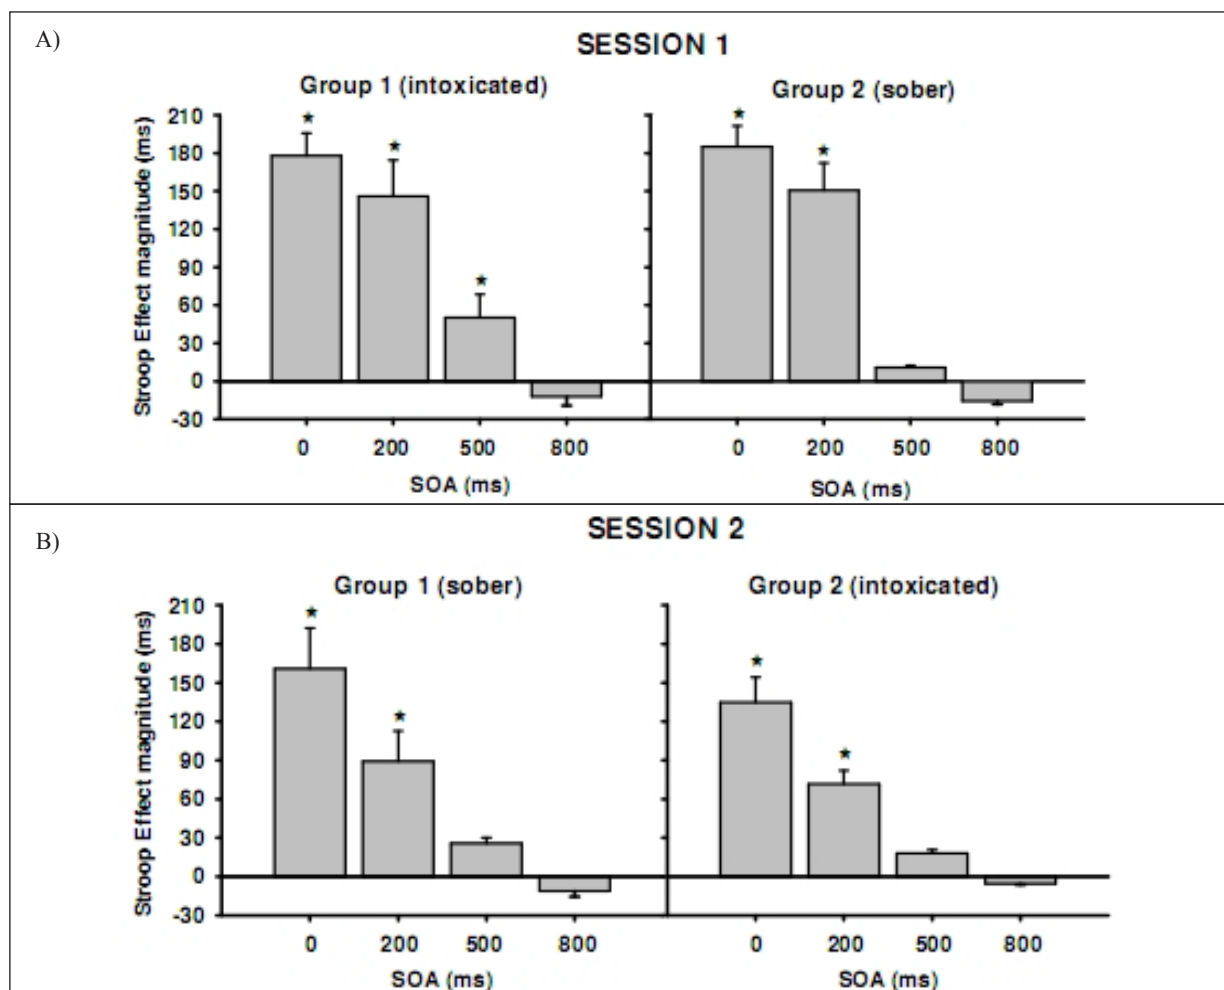 A)
SESSION 1
Group 1 (intoxicated)
Group 2 (sober)
Stroop Effect magnitude (ms)
210
180
150
120
90
60
30
0
-30
* * *
* *
0 200 500 800
0 200 500 800
SOA (ms)
SOA (ms)
B)
SESSION 2
Group 1 (sober)
Group 2 (intoxicated)
Stroop Effect magnitude (ms)
210
180
150
120
90
60
30
0
-30
* *
* *
0 200 500 800
0 200 500 800
SOA (ms)
SOA (ms)